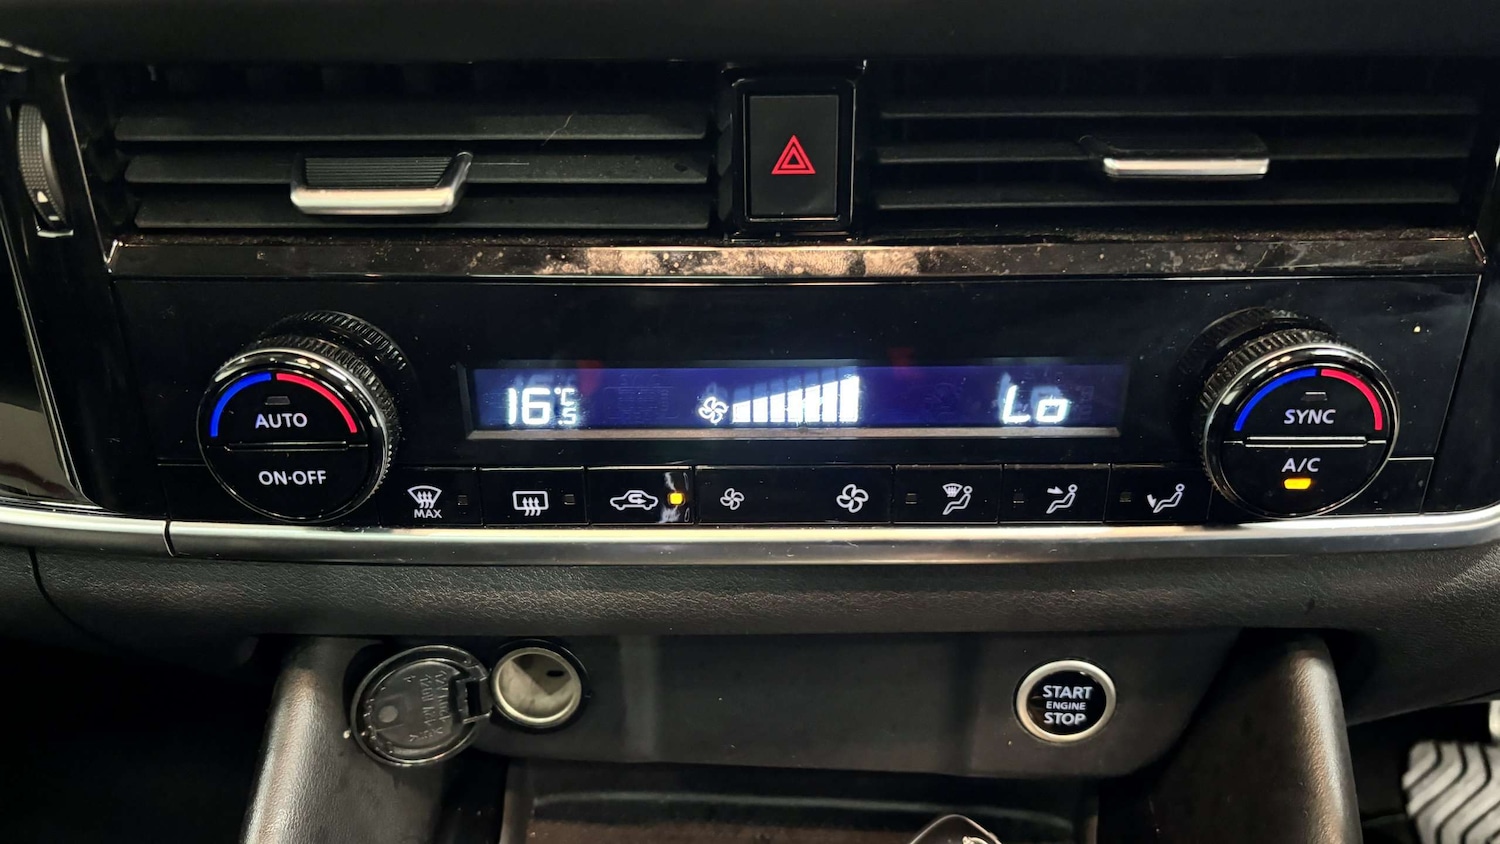 16.5°C
Lo
AUTO
ON·OFF
SYNC
A/C
MAX
START
ENGINE
STOP